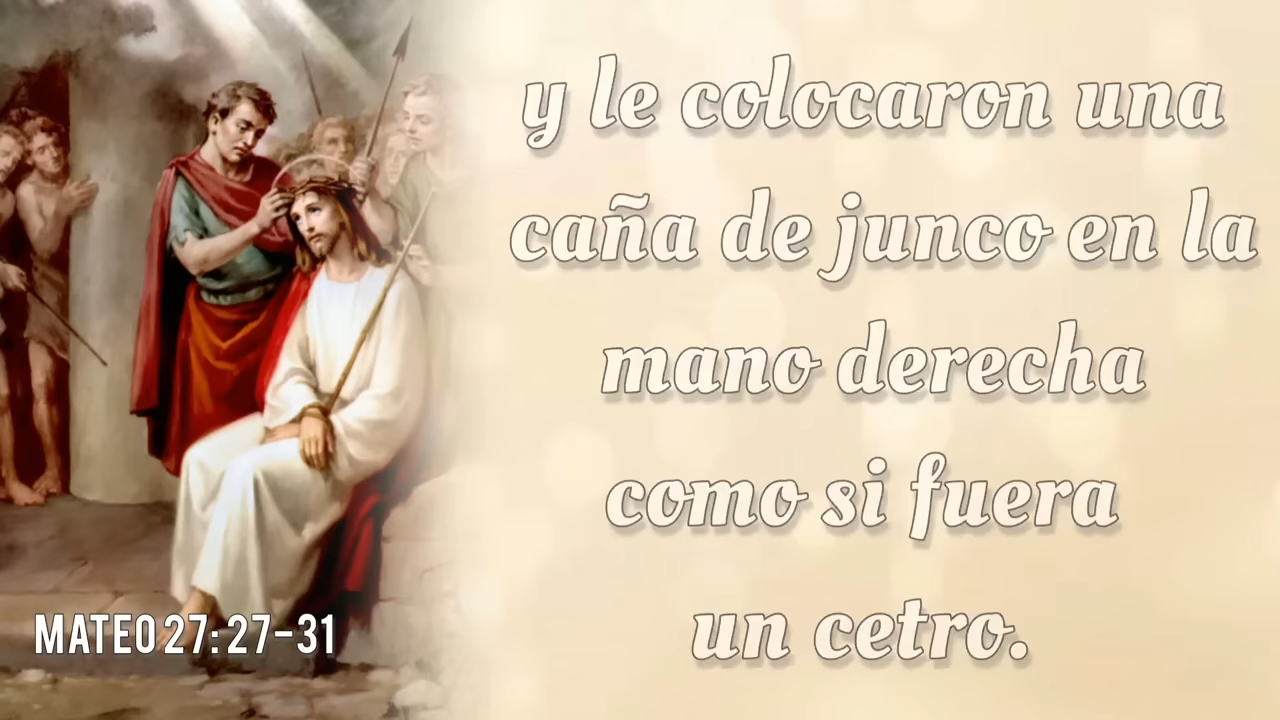 y le colocaron una
caña de junco en la
mano derecha
como si fuera
un cetro.
MATEO 27:27-31